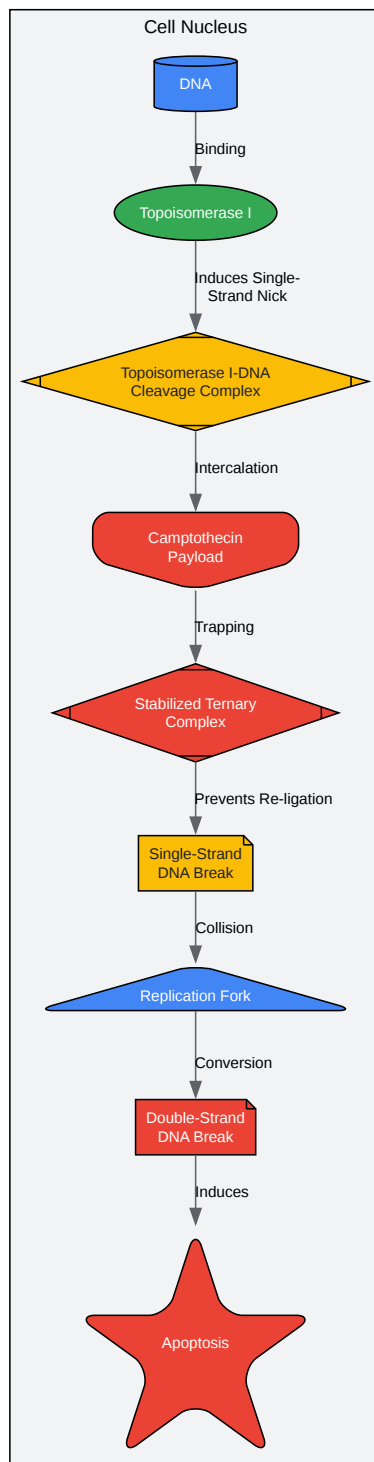 Cell Nucleus
DNA
Binding
Topoisomerase I
Induces Single-
Strand Nick
Topoisomerase I-DNA
Cleavage Complex
Intercalation
Camptothecin
Payload
Trapping
Stabilized Ternary
Complex
Prevents Re-ligation
Single-Strand
DNA Break
Collision
Replication Fork
Conversion
Double-Strand
DNA Break
Induces
Apoptosis